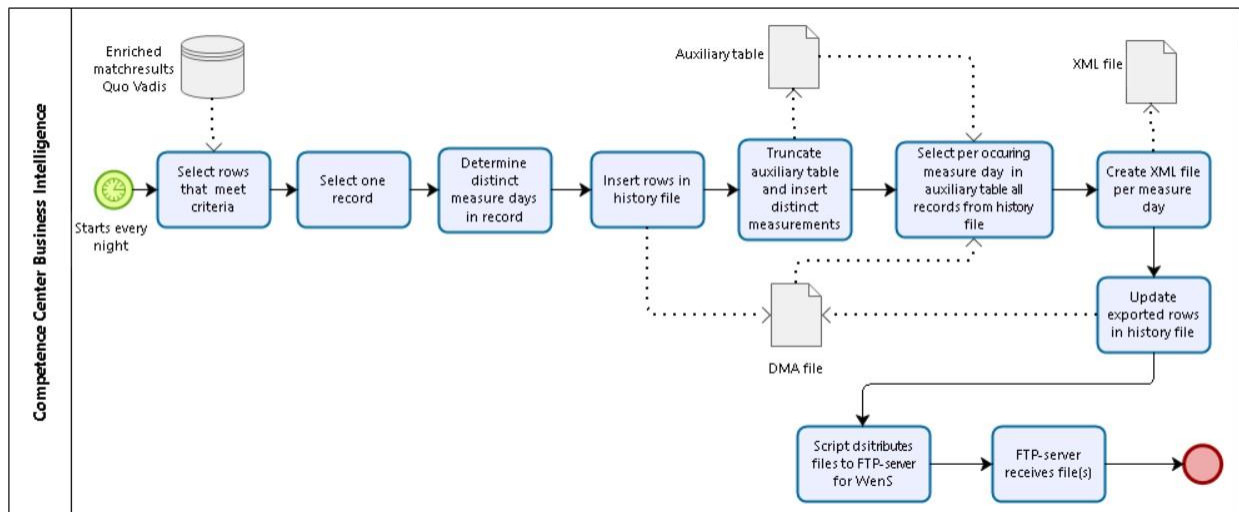 Competence Center Business Intelligence
Enriched
matchresults
Quo Vadis
Auxiliary table
XML file
Starts every
night
Select rows
that meet
criteria
Select one
record
Determine
distinct
measure days
in record
Insert rows in
history file
Truncate
auxiliary table
and insert
distinct
measurements
Select per occuring
measure day in
auxiliary table all
records from history
file
Create XML file
per measure
day
DMA file
Update
exported rows
in history file
Script dsitributes
files to FTP-server
for WenS
FTP-server
receives file(s)